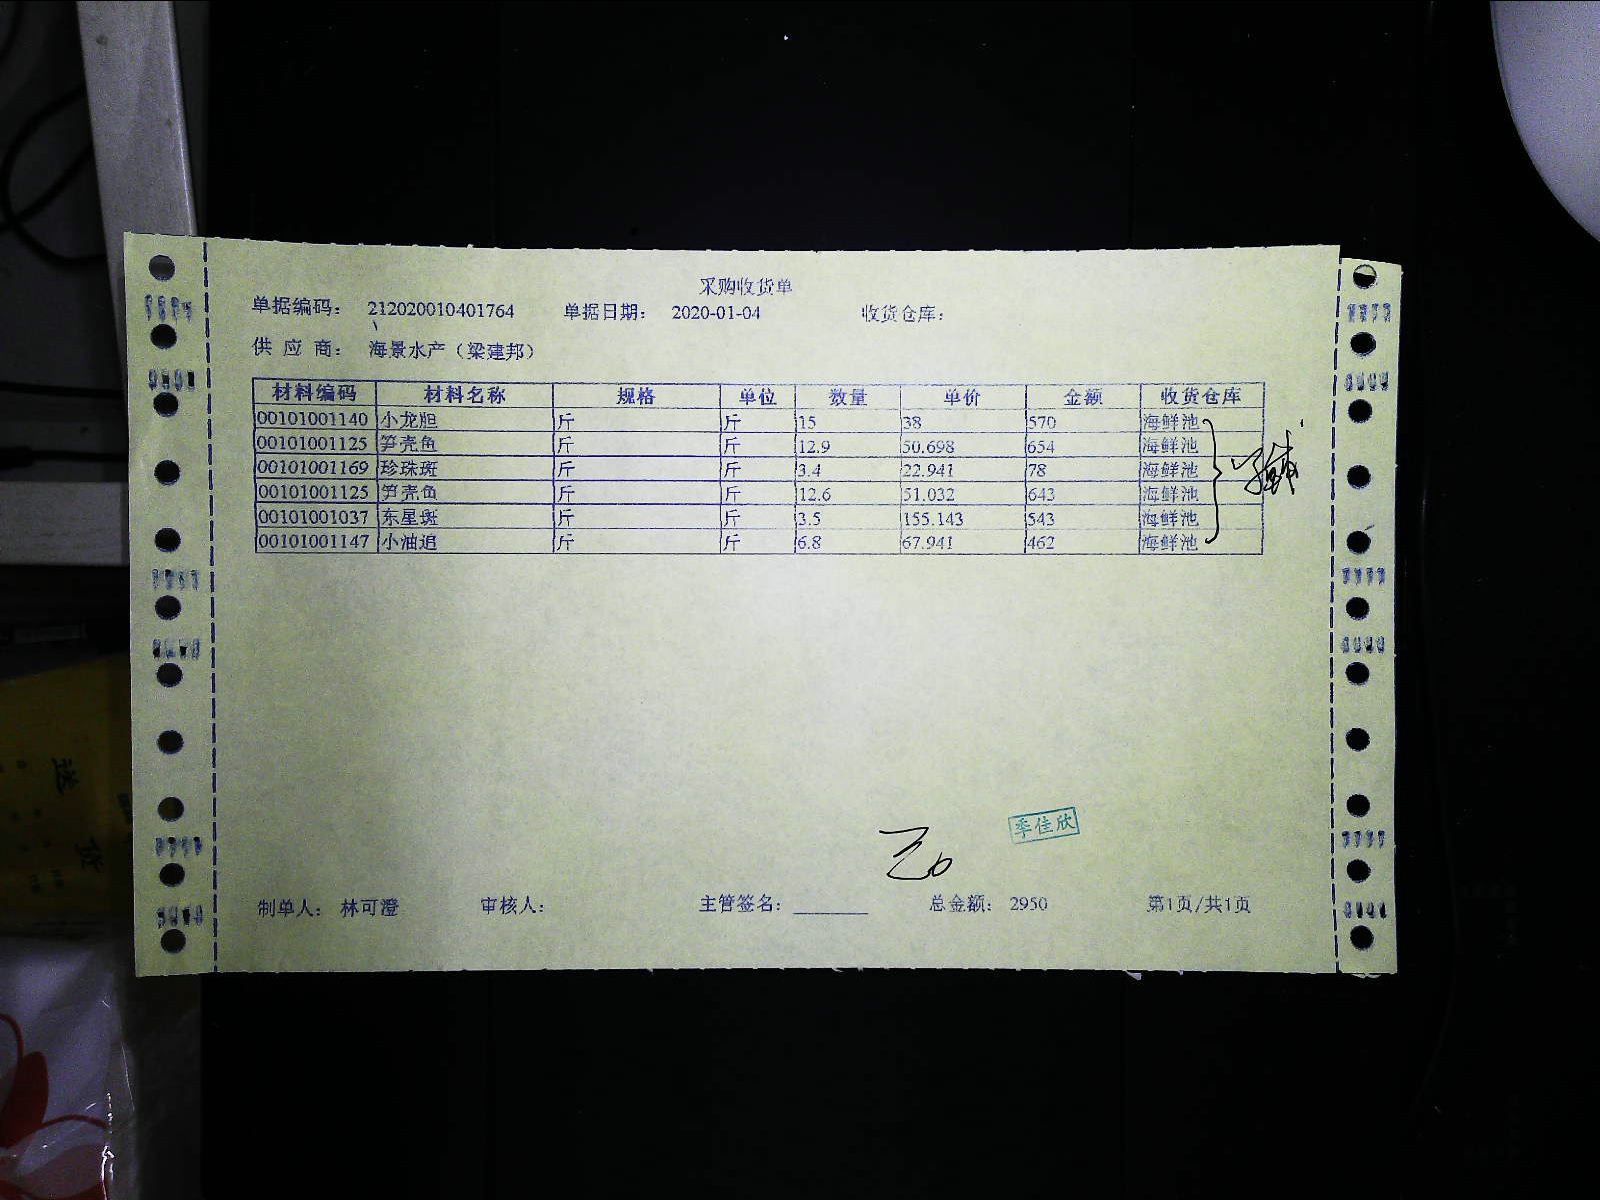 采购收货单
单据编码： 212020010401764 单据日期： 2020-01-04 收货仓库：
供 应 商： 海景水产（梁建邦）
材料编码 材料名称 规格 单位 数量 单价 金额 收货仓库
00101001140 小龙胆 斤 斤 15 38 570 海鲜池
00101001125 笋壳鱼 斤 斤 12.9 50.698 654 海鲜池
00101001169 珍珠斑 斤 斤 3.4 22.941 78 海鲜池
00101001125 笋壳鱼 斤 斤 12.6 51.032 643 海鲜池
00101001037 东星斑 斤 斤 3.5 155.143 543 海鲜池
00101001147 小油追 斤 斤 6.8 67.941 462 海鲜池
季佳欣
制单人： 林可澄 审核人： 主管签名： 总金额： 2950 第1页/共1页
送
货